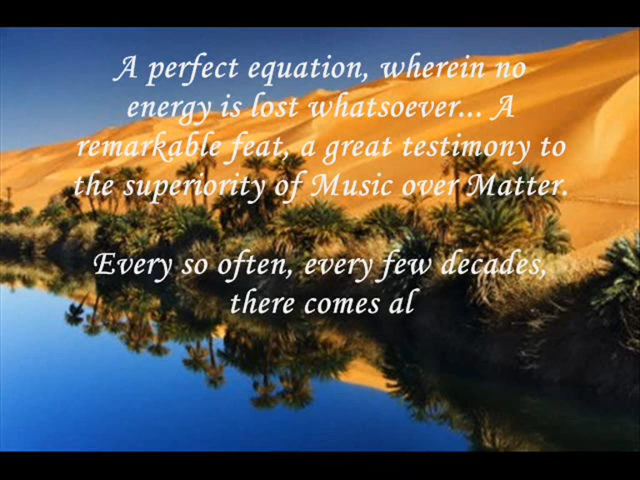 A perfect equation, wherein no
energy is lost whatsoever... A
remarkable feat, a great testimony to
the superiority of Music over Matter.
Every so often, every few decades,
there comes al